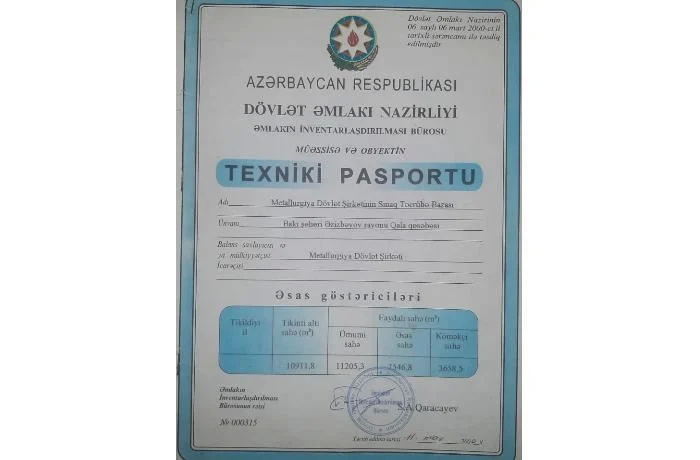 Dövlət Əmlakı Nazirinin
06 saylı 06 mart 2060-ci il
tarixli sərəncamı ilə təsdiq
edilmişdir
AZƏRBAYCAN RESPUBLİKASI
DÖVLƏT ƏMLAKI NAZİRLİYİ
ƏMLAKIN İNVENTARLAŞDIRILMASI BÜROSU
MÜƏSSİSƏ VƏ OBYEKTİN
TEXNİKİ PASPORTU
Adı Metallurgiya Dövlət Şirkətinin Sınaq Təcrübə Bazası
Ünvanı Bakı şəhəri Əzizbəyov rayonu Qala qəsəbəsi
Balans saxlayıcısı və
ya mülkiyyətçisi Metallurgiya Dövlət Şirkəti
İcarəçisi
Əsas göstəriciləri
Tikildiyi il Tikinti altı sahə (m²) Faydalı sahə (m²)
Ümumi sahə Əsas sahə Köməkçi sahə
10911,8 11205,3 7546,8 3658,5
Əmlakın
İnventarlaşdırılması
Bürosunun rəisi S.A.Qaracayev
№ 000315